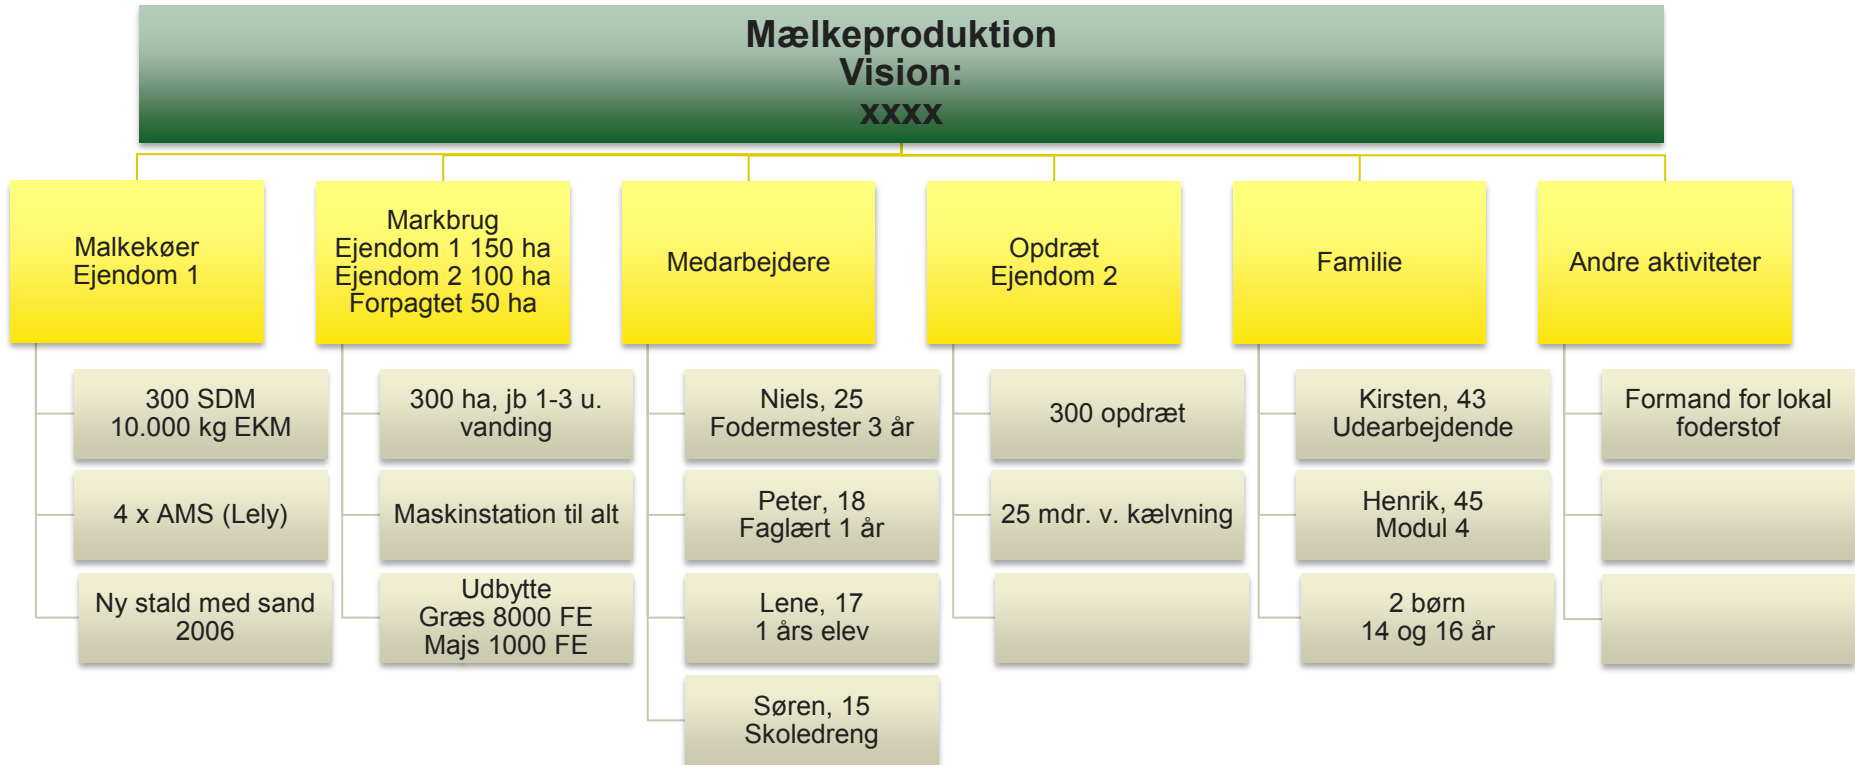 Mælkeproduktion
Vision:
xxxx
Malkekøer
Ejendom 1
300 SDM
10.000 kg EKM
4 x AMS (Lely)
Ny stald med sand
2006
Markbrug
Ejendom 1 150 ha
Ejendom 2 100 ha
Forpagtet 50 ha
300 ha, jb 1-3 u.
vanding
Maskinstation til alt
Udbytte
Græs 8000 FE
Majs 1000 FE
Medarbejdere
Niels, 25
Fodermester 3 år
Peter, 18
Faglært 1 år
Lene, 17
1 års elev
Søren, 15
Skoledreng
Opdræt
Ejendom 2
300 opdræt
25 mdr. v. kælvning
Familie
Kirsten, 43
Udearbejdende
Henrik, 45
Modul 4
2 børn
14 og 16 år
Andre aktiviteter
Formand for lokal
foderstof